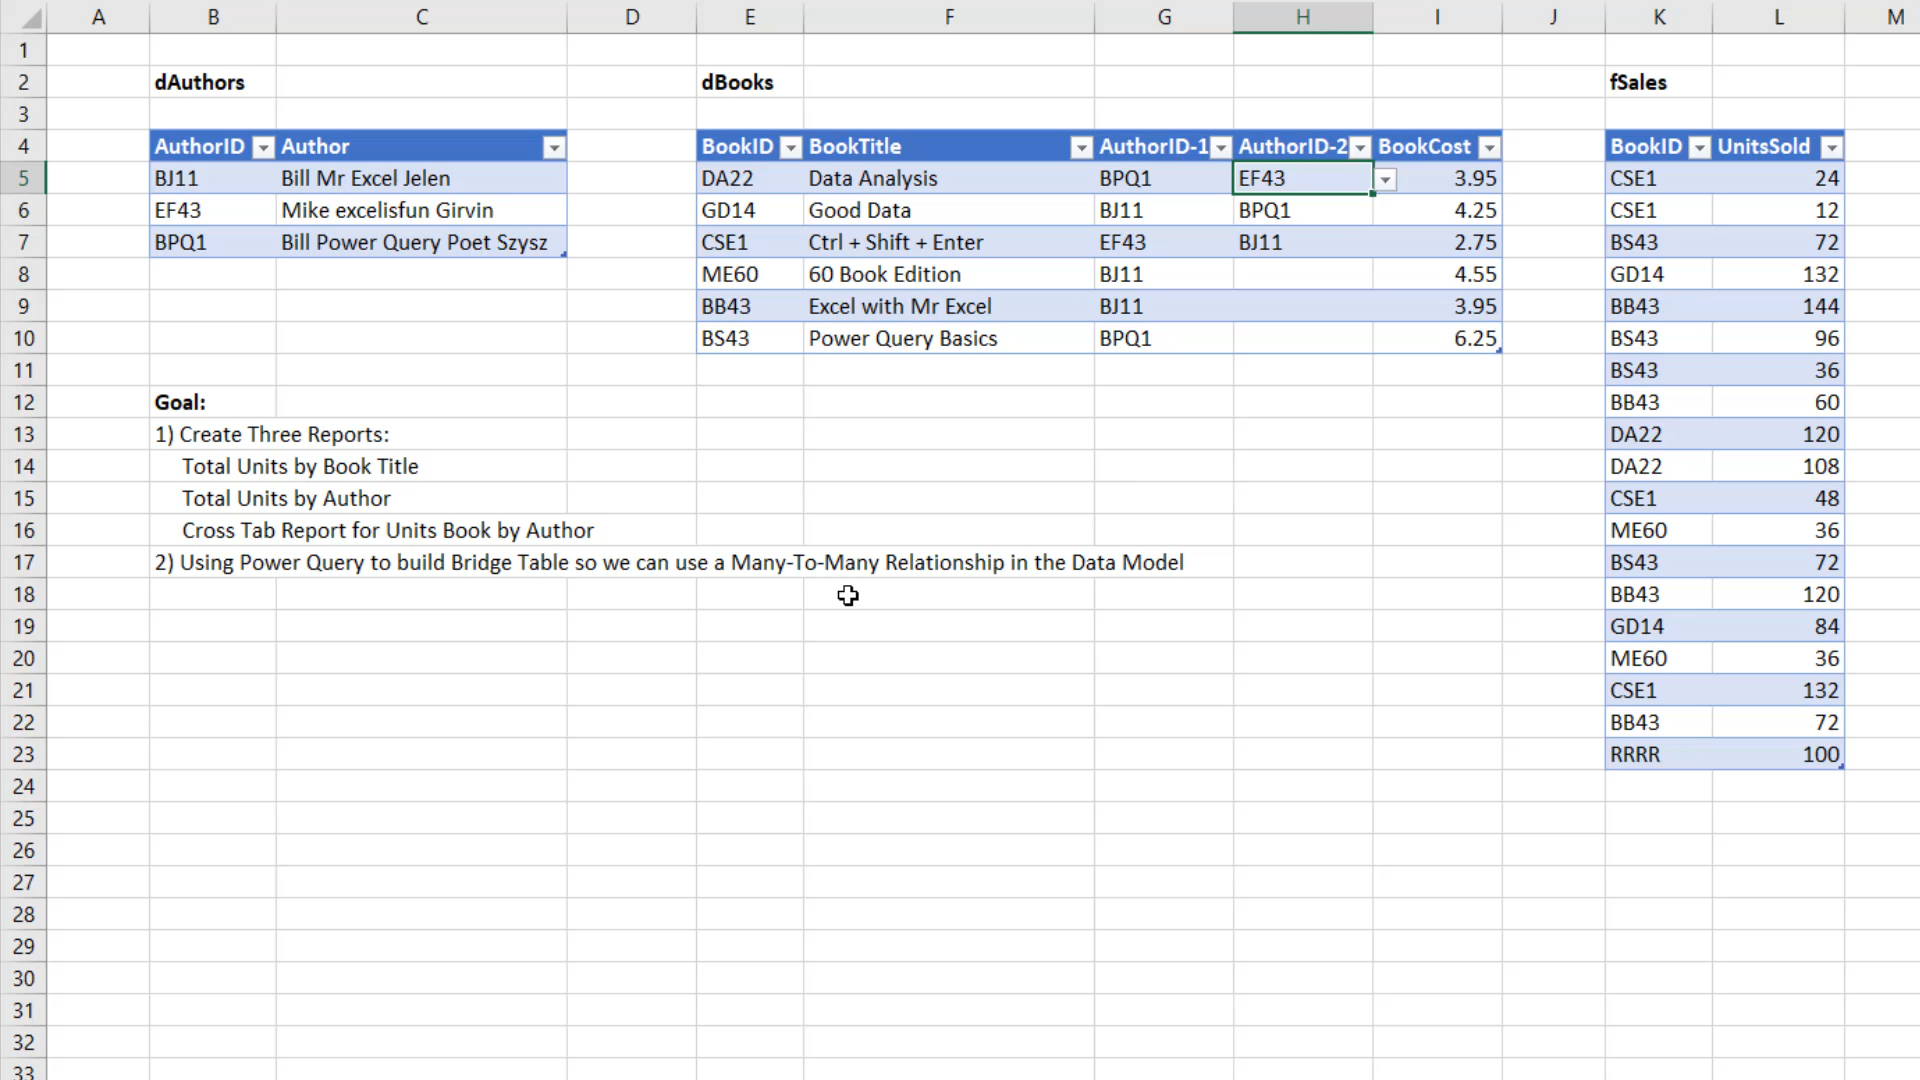 A B C D E F G H I J K L M
1
2 dAuthors dBooks fSales
3
4 AuthorID Author BookID BookTitle AuthorID-1 AuthorID-2 BookCost BookID UnitsSold
5 BJ11 Bill Mr Excel Jelen DA22 Data Analysis BPQ1 EF43 3.95 CSE1 24
6 EF43 Mike excelisfun Girvin GD14 Good Data BJ11 BPQ1 4.25 CSE1 12
7 BPQ1 Bill Power Query Poet Szysz CSE1 Ctrl + Shift + Enter EF43 BJ11 2.75 BS43 72
8 ME60 60 Book Edition BJ11 4.55 GD14 132
9 BB43 Excel with Mr Excel BJ11 3.95 BB43 144
10 BS43 Power Query Basics BPQ1 6.25 BS43 96
11 BS43 36
12 Goal: BB43 60
13 1) Create Three Reports: DA22 120
14 Total Units by Book Title DA22 108
15 Total Units by Author CSE1 48
16 Cross Tab Report for Units Book by Author ME60 36
17 2) Using Power Query to build Bridge Table so we can use a Many-To-Many Relationship in the Data Model BS43 72
18 BB43 120
19 GD14 84
20 ME60 36
21 CSE1 132
22 BB43 72
23 RRRR 100
24
25
26
27
28
29
30
31
32
33